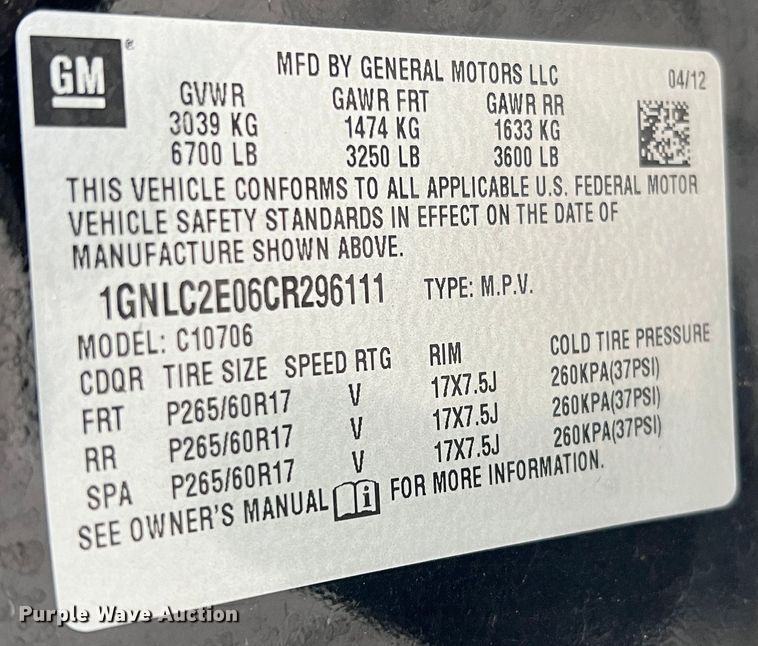 GM®
MFD BY GENERAL MOTORS LLC 04/12
GVWR GAWR FRT GAWR RR
3039 KG 1474 KG 1633 KG
6700 LB 3250 LB 3600 LB
THIS VEHICLE CONFORMS TO ALL APPLICABLE U.S. FEDERAL MOTOR
VEHICLE SAFETY STANDARDS IN EFFECT ON THE DATE OF
MANUFACTURE SHOWN ABOVE.
1GNLC2E06CR296111 TYPE: M.P.V.
MODEL: C10706
CDQR TIRE SIZE SPEED RTG RIM COLD TIRE PRESSURE
FRT P265/60R17 V 17X7.5J 260KPA(37PSI)
RR P265/60R17 V 17X7.5J 260KPA(37PSI)
SPA P265/60R17 V 17X7.5J 260KPA(37PSI)
SEE OWNER'S MANUAL i FOR MORE INFORMATION.
Purple Wave Auction